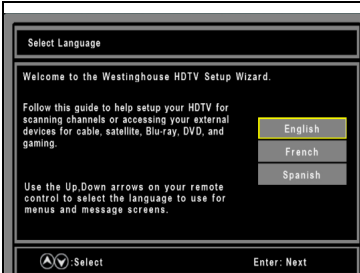 Select Language
Welcome to the Westinghouse HDTV Setup Wizard.
Follow this guide to help setup your HDTV for
scanning channels or accessing your external
devices for cable, satellite, Blu-ray, DVD, and
gaming.
English
French
Spanish
Use the Up,Down arrows on your remote
control to select the language to use for
menus and message screens.
:Select
Enter: Next